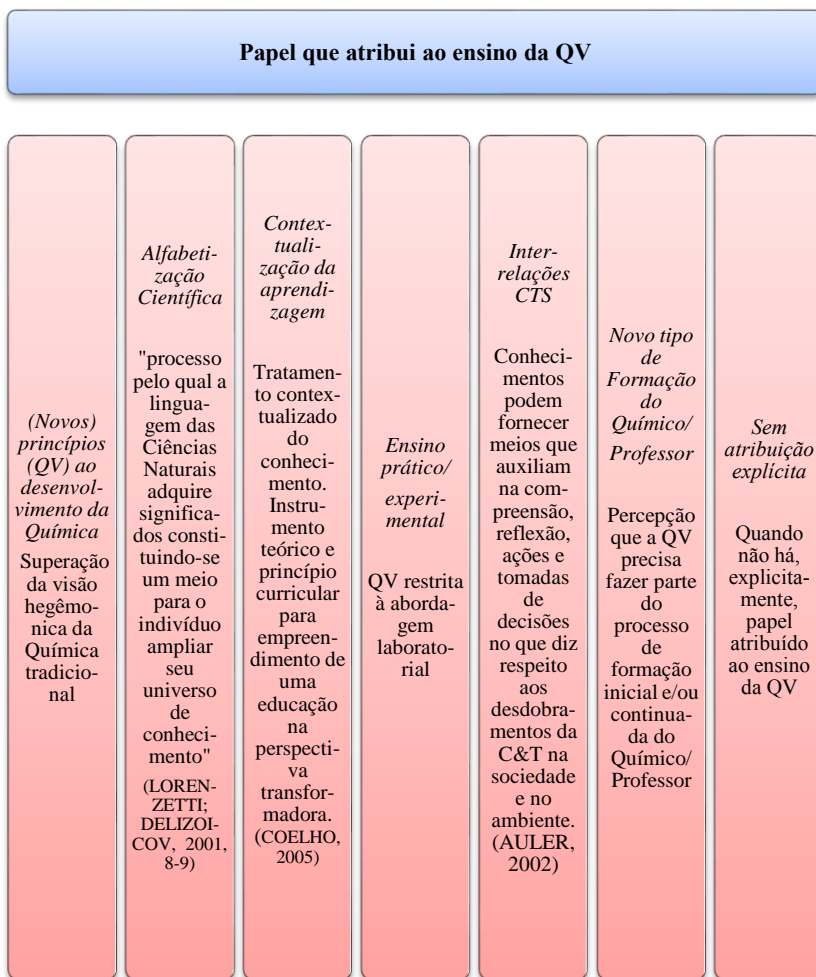 Papel que atribui ao ensino da QV
(Novos)
princípios
(QV) ao
desenvol-
vimento da
Química
Superação
da visão
hegêmo-
nica da
Química
tradicio-
nal
Alfabeti-
zação
Científica
"processo
pelo qual a
lingua-
gem das
Ciências
Naturais
adquire
significa-
dos consti-
tuindo-se
um meio
para o
indivíduo
ampliar
seu
universo
de
conheci-
mento"
(LOREN-
ZETTI;
DELIZOI-
COV, 2001,
8-9)
Contex-
tuali-
zação da
aprendi-
zagem
Tratamen-
to contex-
tualizado
do
conheci-
mento.
Instru-
mento
teórico e
princípio
curricular
para
empreen-
dimento de
uma
educação
na
perspecti-
va
transfor-
madora.
(COELHO,
2005)
Ensino
prático/
experi-
mental
QV restrita
à aborda-
gem
laborato-
rial
Inter-
relações
CTS
Conheci-
mentos
podem
fornecer
meios que
auxiliam
na com-
preensão,
reflexão,
ações e
tomadas
de
decisões
no que diz
respeito
aos
desdobra-
mentos da
C&T na
sociedade
e no
ambiente.
(AULER,
2002)
Novo tipo
de
Formação
do
Químico/
Professor
Percepção
que a QV
precisa
fazer parte
do
processo
de
formação
inicial e/ou
continua-
da do
Químico/
Professor
Sem
atribuição
explícita
Quando
não há,
explicita-
mente,
papel
atribuído
ao ensino
da QV